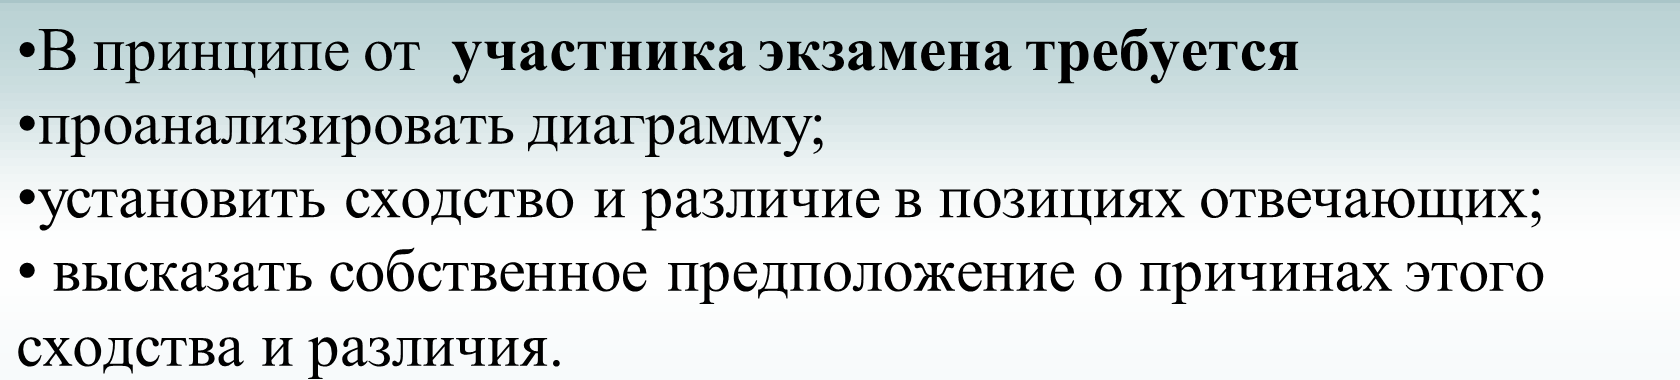 •В принципе от участника экзамена требуется
•проанализировать диаграмму;
•установить сходство и различие в позициях отвечающих;
• высказать собственное предположение о причинах этого
сходства и различия.